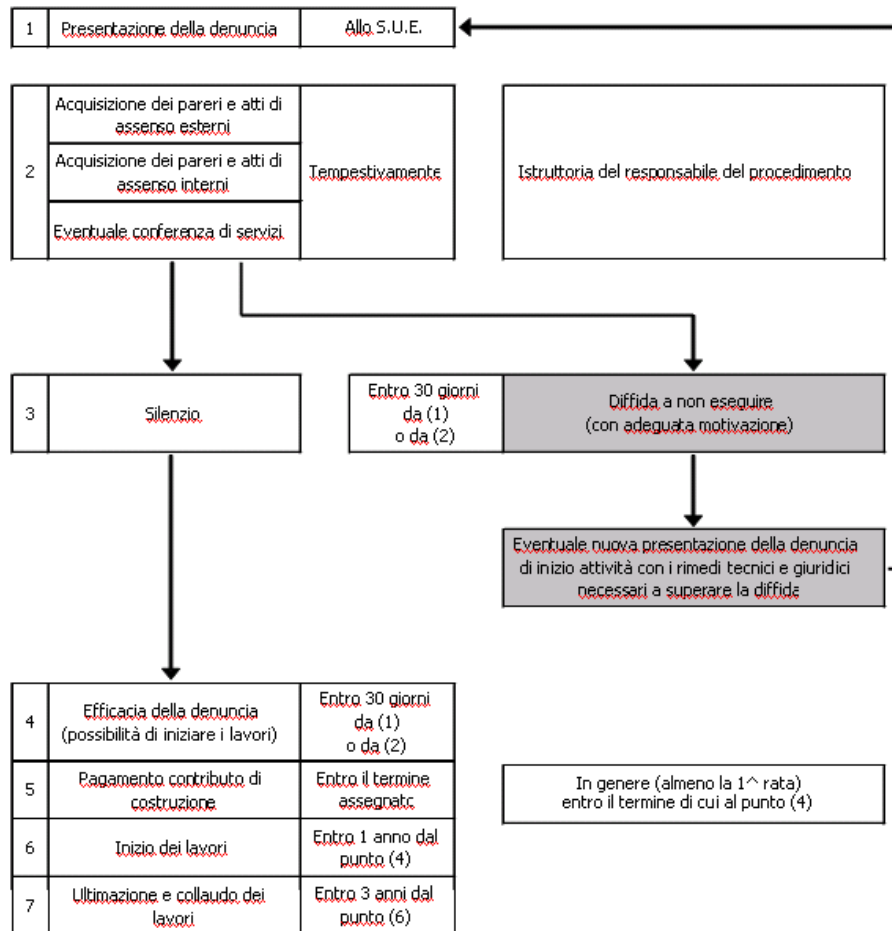 1
Presentazione della denuncia
Allo S.U.E.
2
Acquisizione dei pareri e atti di
assenso esterni
Acquisizione dei pareri e atti di
assenso interni
Eventuale conferenza di servizi
Tempestivamente
Istruttoria del responsabile del procedimento
3
Silenzio
Entro 30 giorni
da (1)
o da (2)
Diffida a non eseguire
(con adeguata motivazione)
Eventuale nuova presentazione della denuncia
di inizio attività con i rimedi tecnici e giuridici
necessari a superare la diffida
4
Efficacia della denuncia
(possibilità di iniziare i lavori)
Entro 30 giorni
da (1)
o da (2)
5
Pagamento contributo di
costruzione
Entro il termine
assegnato
In genere (almeno la 1^ rata)
entro il termine di cui al punto (4)
6
Inizio dei lavori
Entro 1 anno dal
punto (4)
7
Ultimazione e collaudo dei
lavori
Entro 3 anni dal
punto (6)